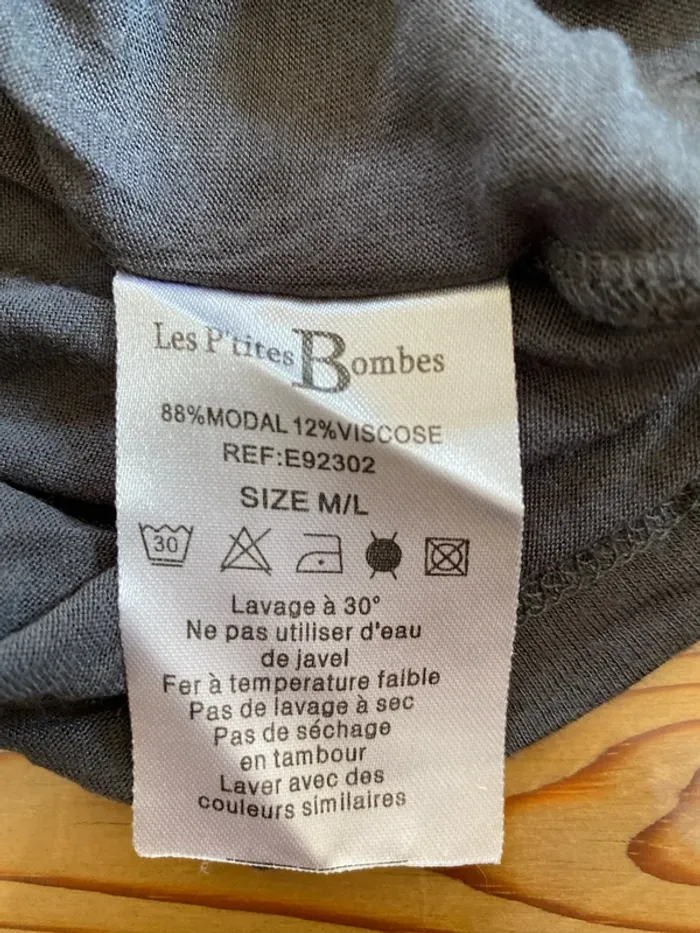 Les P'tites Bombes
88%MODAL 12%VISCOSE
REF:E92302
SIZE M/L
30
Lavage à 30°
Ne pas utiliser d'eau
de javel
Fer à température faible
Pas de lavage à sec
Pas de séchage
en tambour
Laver avec des
couleurs similaires